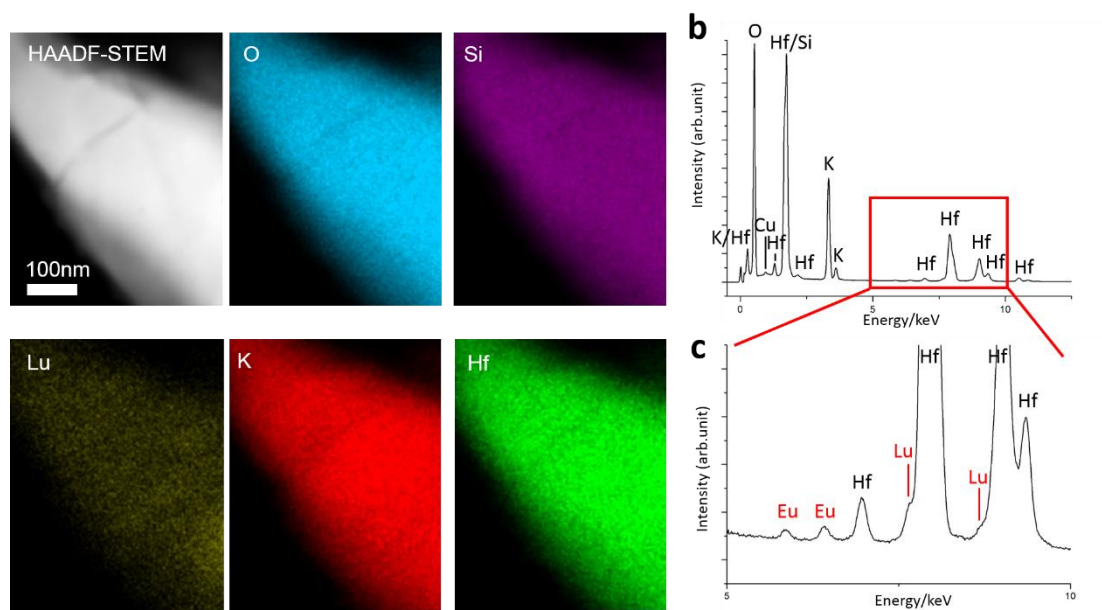 HAADF-STEM
O
Si
100nm
Lu
K
Hf
b
Intensity (arb.unit)
O
Hf/Si
K
K/Hf
Cu
Hf
Hf
K
Hf
Hf
Hf
Hf
Hf
0
5
10
Energy/keV
c
Intensity (arb.unit)
Hf
Hf
Hf
Lu
Lu
Hf
Eu
Eu
5
10
Energy/keV